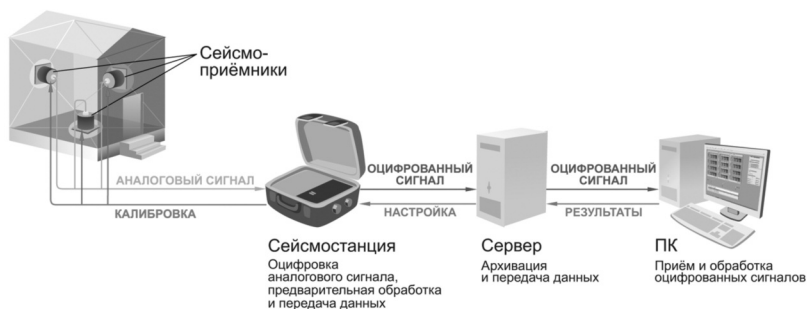 Сейсмо-
приёмники
АНАЛОГОВЫЙ СИГНАЛ
КАЛИБРОВКА
ОЦИФРОВАННЫЙ
СИГНАЛ
НАСТРОЙКА
ОЦИФРОВАННЫЙ
СИГНАЛ
РЕЗУЛЬТАТЫ
Сейсмостанция
Оцифровка
аналогового сигнала,
предварительная обработка
и передача данных
Сервер
Архивация
и передача данных
ПК
Приём и обработка
оцифрованных сигналов